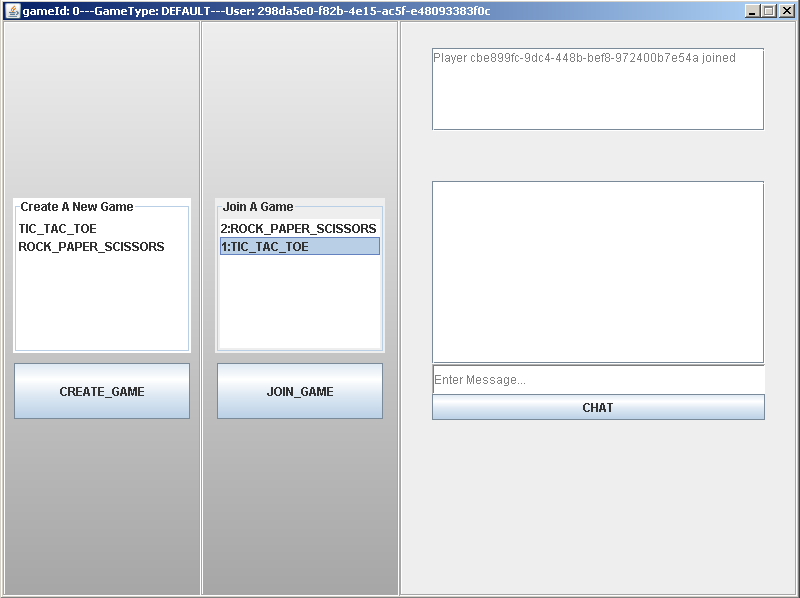 gameId: 0---GameType: DEFAULT---User: 298da5e0-f82b-4e15-ac5f-e48093383f0c
Create A New Game
TIC_TAC_TOE
ROCK_PAPER_SCISSORS
CREATE_GAME
Join A Game
2:ROCK_PAPER_SCISSORS
1:TIC_TAC_TOE
JOIN_GAME
Player cbe899fc-9dc4-448b-bef8-972400b7e54a joined
Enter Message...
CHAT